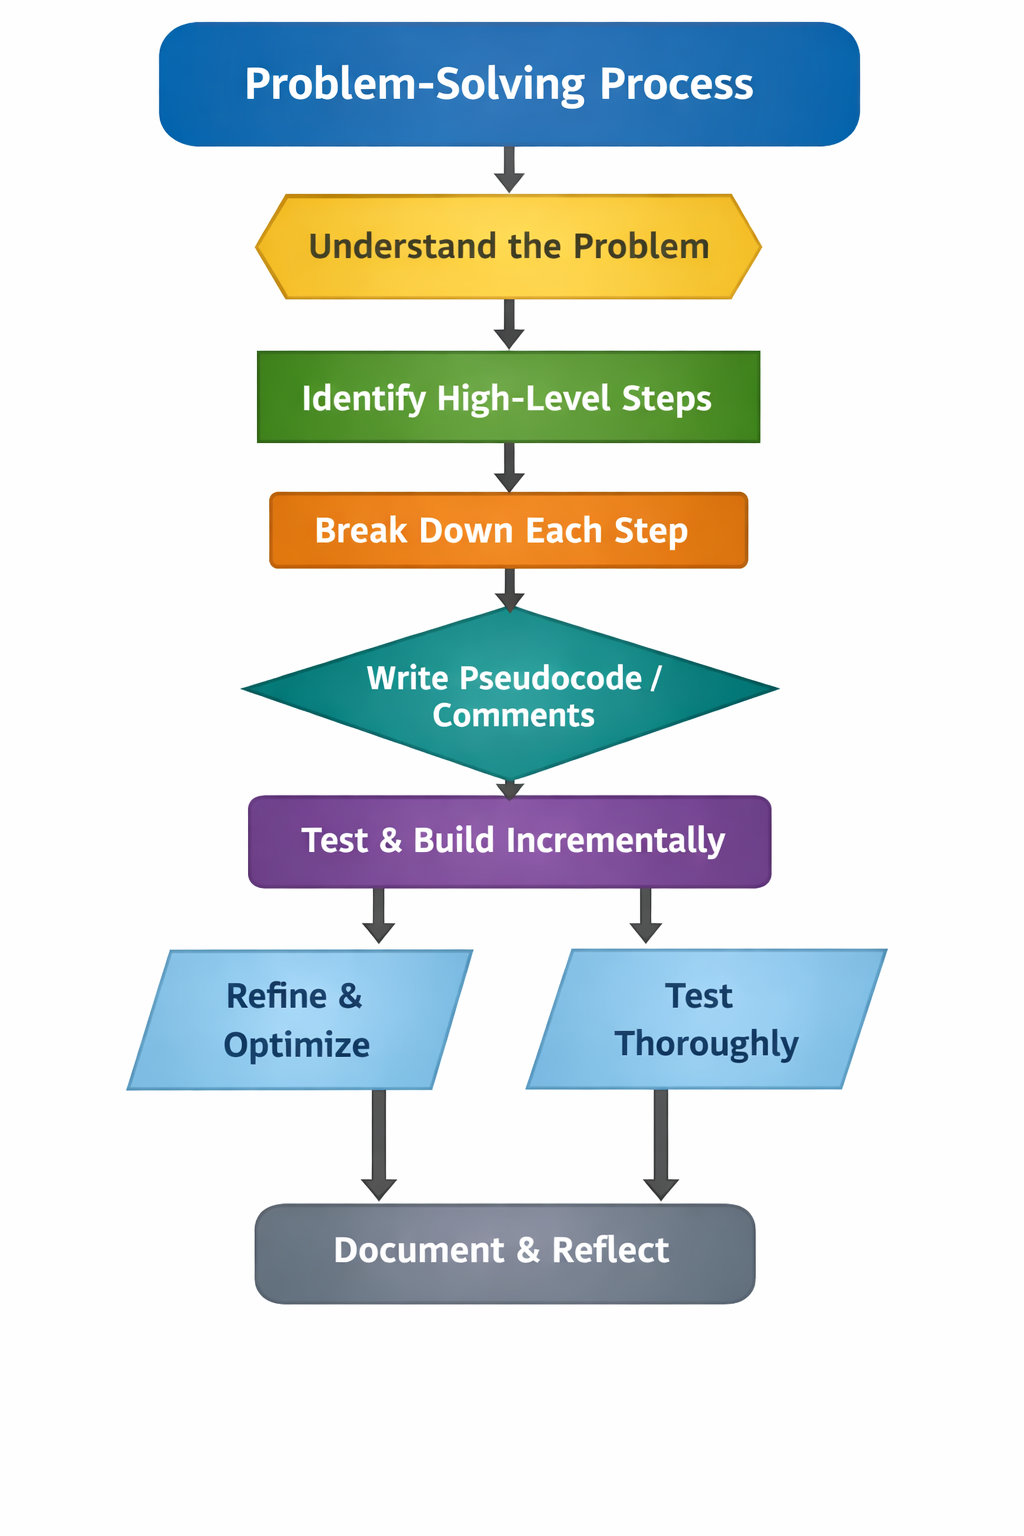 Problem-Solving Process
Understand the Problem
Identify High-Level Steps
Break Down Each Step
Write Pseudocode /
Comments
Test & Build Incrementally
Refine &
Optimize
Test
Thoroughly
Document & Reflect